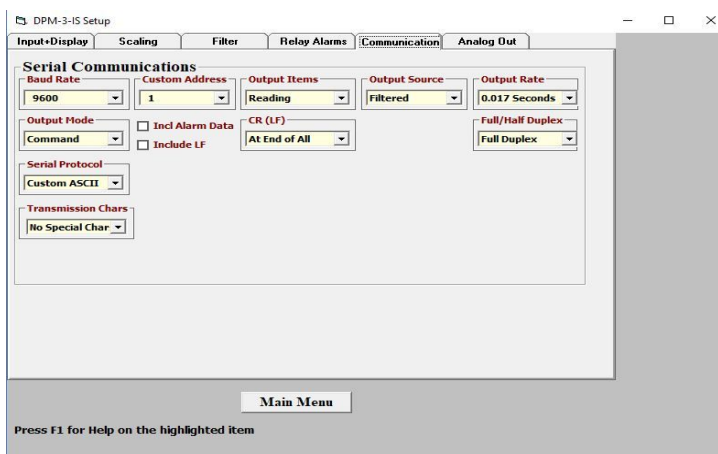 DPM-3-IS Setup
Input+Display Scaling Filter Relay Alarms Communication Analog Out
Serial Communications
Baud Rate Custom Address Output Items Output Source Output Rate
9600 1 Reading Filtered 0.017 Seconds
Output Mode Incl Alarm Data CR (LF) Full/Half Duplex
Command Include LF At End of All Full Duplex
Serial Protocol
Custom ASCII
Transmission Chars
No Special Char
Main Menu
Press F1 for Help on the highlighted item